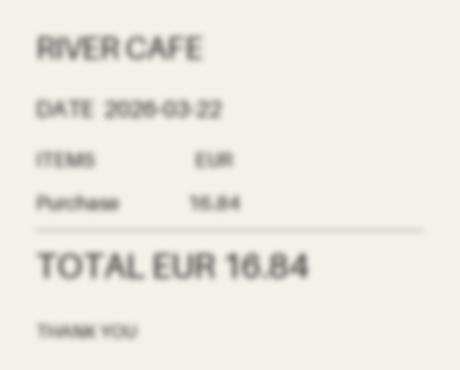 RIVER CAFE
DATE 2026-03-22
ITEMS EUR
Purchase 16.84
TOTAL EUR 16.84
THANK YOU